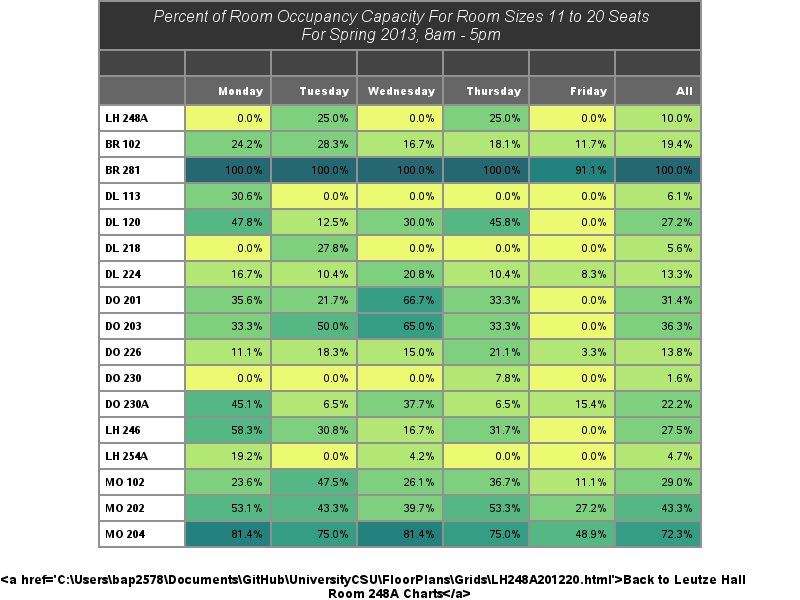 Percent of Room Occupancy Capacity For Room Sizes 11 to 20 Seats
For Spring 2013, 8am - 5pm
Monday Tuesday Wednesday Thursday Friday All
LH 248A 0.0% 25.0% 0.0% 25.0% 0.0% 10.0%
BR 102 24.2% 28.3% 16.7% 18.1% 11.7% 19.4%
BR 281 100.0% 100.0% 100.0% 100.0% 91.1% 100.0%
DL 113 30.6% 0.0% 0.0% 0.0% 0.0% 6.1%
DL 120 47.8% 12.5% 30.0% 45.8% 0.0% 27.2%
DL 218 0.0% 27.8% 0.0% 0.0% 0.0% 5.6%
DL 224 16.7% 10.4% 20.8% 10.4% 8.3% 13.3%
DO 201 35.6% 21.7% 66.7% 33.3% 0.0% 31.4%
DO 203 33.3% 50.0% 65.0% 33.3% 0.0% 36.3%
DO 226 11.1% 18.3% 15.0% 21.1% 3.3% 13.8%
DO 230 0.0% 0.0% 0.0% 7.8% 0.0% 1.6%
DO 230A 45.1% 6.5% 37.7% 6.5% 15.4% 22.2%
LH 246 58.3% 30.8% 16.7% 31.7% 0.0% 27.5%
LH 254A 19.2% 0.0% 4.2% 0.0% 0.0% 4.7%
MO 102 23.6% 47.5% 26.1% 36.7% 11.1% 29.0%
MO 202 53.1% 43.3% 39.7% 53.3% 27.2% 43.3%
MO 204 81.4% 75.0% 81.4% 75.0% 48.9% 72.3%
<a href='C:\Users\bap2578\Documents\GitHub\UniversityCSU\FloorPlans\Grids\LH248A201220.html'>Back to Leutze Hall
Room 248A Charts</a>